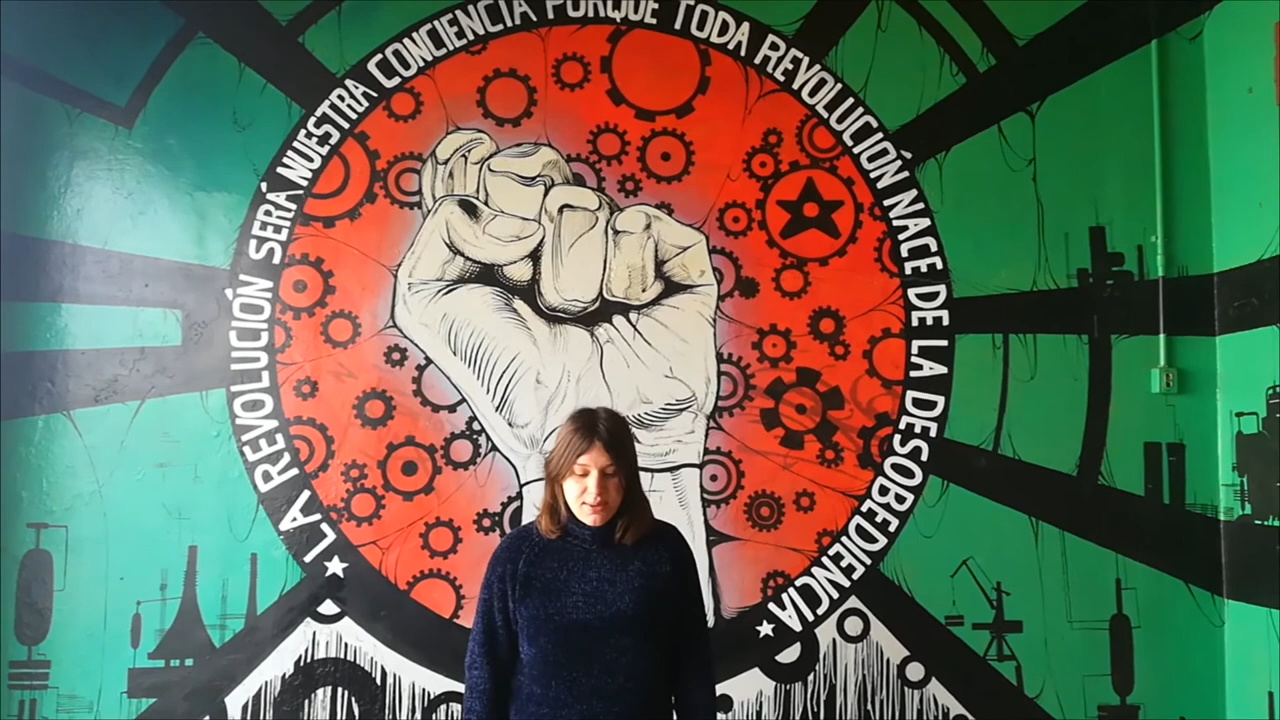 LA REVOLUCIÓN SERÁ NUESTRA CONCIENCIA PORQUE TODA REVOLUCIÓN NACE DE LA DESOBEDIENCIA